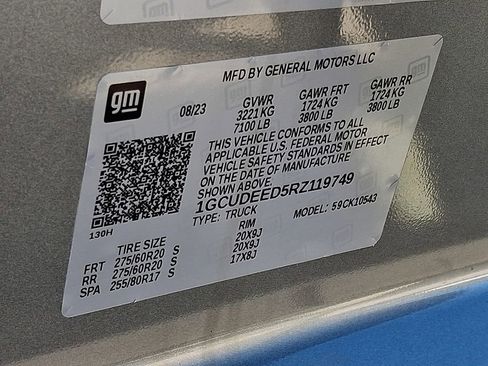 MFD BY GENERAL MOTORS LLC
gm
08/23 GVWR GAWR FRT GAWR RR
3221 KG 1724 KG 1724 KG
7100 LB 3800 LB 3800 LB
THIS VEHICLE CONFORMS TO ALL
APPLICABLE U.S. FEDERAL MOTOR
VEHICLE SAFETY STANDARDS IN EFFECT
ON THE DATE OF MANUFACTURE
SHOWN ABOVE.
1GCUDEED5RZ119749
130H
TYPE: TRUCK MODEL: 59CK10543
TIRE SIZE RIM
FRT 275/60R20 S 20X9J
RR 275/60R20 S 20X9J
SPA 255/80R17 S 17X8J